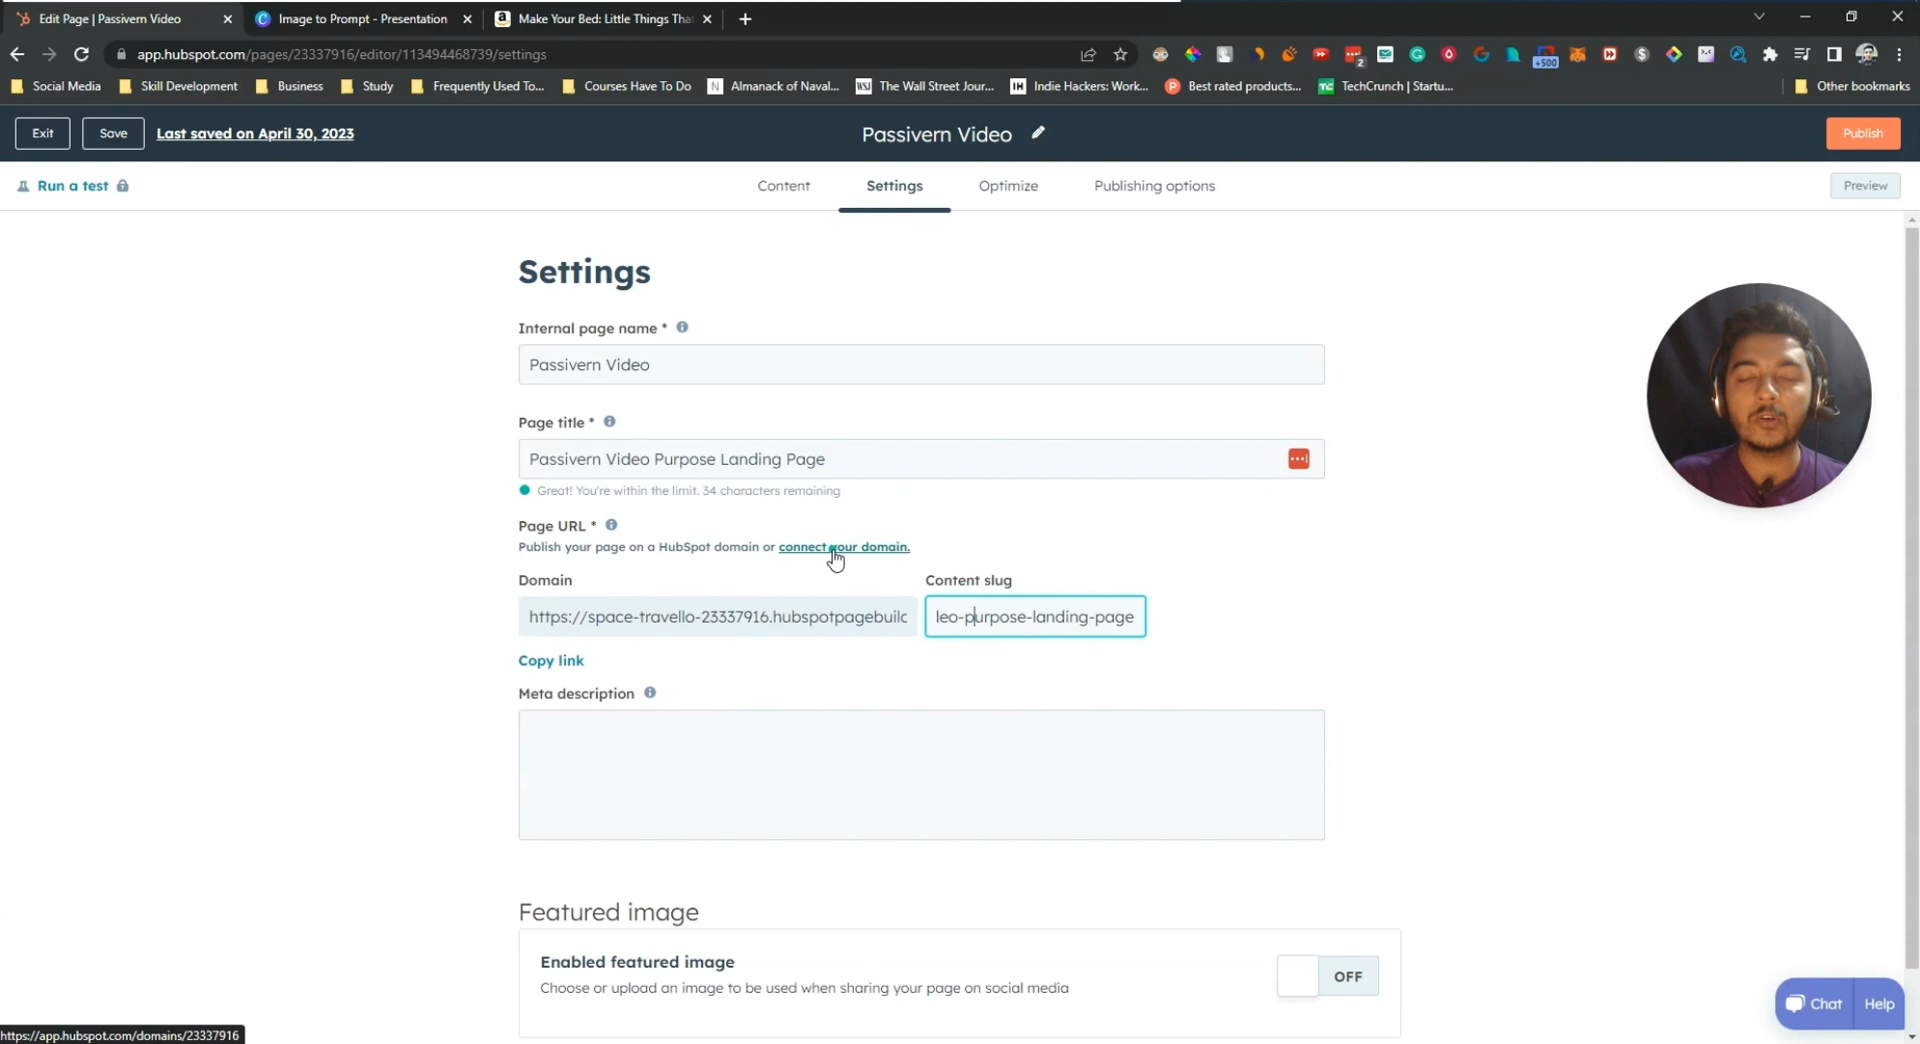 Edit Page | Passivern Video
Image to Prompt - Presentation
Make Your Bed: Little Things Tha
app.hubspot.com/pages/23337916/editor/113494468739/settings
2
+500
Social Media
Skill Development
Business
Study
Frequently Used To...
Courses Have To Do
N Almanack of Naval...
WSJ The Wall Street Jour...
IH Indie Hackers: Work...
P Best rated products...
TC TechCrunch | Startu...
Other bookmarks
Exit
Save
Last saved on April 30, 2023
Passivern Video
Publish
Run a test
Content
Settings
Optimize
Publishing options
Preview
Settings
Internal page name *
Passivern Video
Page title *
Passivern Video Purpose Landing Page
Great! You're within the limit. 34 characters remaining
Page URL *
Publish your page on a HubSpot domain or connect your domain.
Domain
Content slug
https://space-travello-23337916.hubspotpagebuilc
leo-purpose-landing-page
Copy link
Meta description
Featured image
Enabled featured image
Choose or upload an image to be used when sharing your page on social media
OFF
Chat
Help
https://app.hubspot.com/domains/23337916